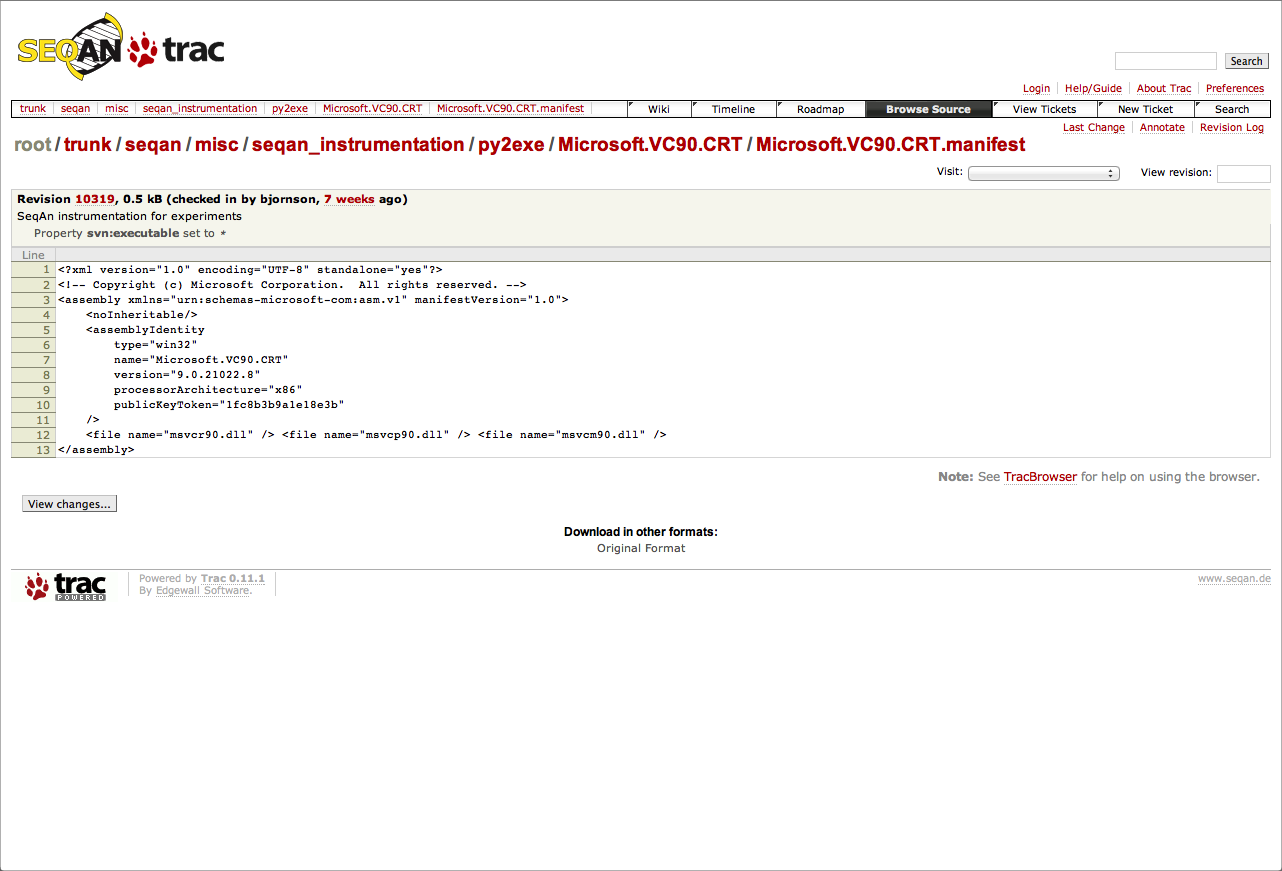 SEQAN trac
Search
Login Help/Guide About Trac Preferences
trunk seqan misc seqan_instrumentation py2exe Microsoft.VC90.CRT Microsoft.VC90.CRT.manifest Wiki Timeline Roadmap Browse Source View Tickets New Ticket Search
Last Change Annotate Revision Log
root / trunk / seqan / misc / seqan_instrumentation / py2exe / Microsoft.VC90.CRT / Microsoft.VC90.CRT.manifest
Visit: View revision:
Revision 10319, 0.5 kB (checked in by bjornson, 7 weeks ago)
SeqAn instrumentation for experiments
Property svn:executable set to *
Line
1 <?xml version="1.0" encoding="UTF-8" standalone="yes"?>
2 <!-- Copyright (c) Microsoft Corporation.  All rights reserved. -->
3 <assembly xmlns="urn:schemas-microsoft-com:asm.v1" manifestVersion="1.0">
4     <noInheritable/>
5     <assemblyIdentity
6         type="win32"
7         name="Microsoft.VC90.CRT"
8         version="9.0.21022.8"
9         processorArchitecture="x86"
10         publicKeyToken="1fc8b3b9a1e18e3b"
11     />
12     <file name="msvcr90.dll" /> <file name="msvcp90.dll" /> <file name="msvcm90.dll" />
13 </assembly>
Note: See TracBrowser for help on using the browser.
View changes...
Download in other formats:
Original Format
trac POWERED
Powered by Trac 0.11.1
By Edgewall Software.
www.seqan.de